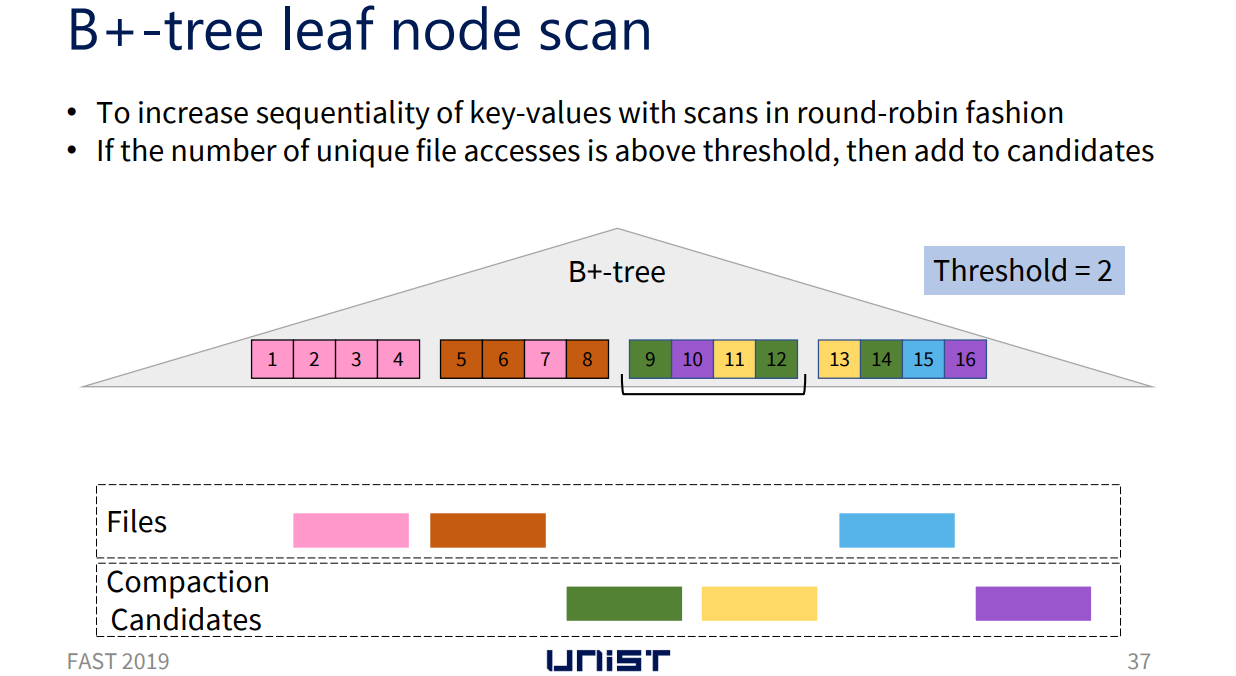 B+-tree leaf node scan
• To increase sequentiality of key-values with scans in round-robin fashion
• If the number of unique file accesses is above threshold, then add to candidates
B+-tree
Threshold = 2
1 2 3 4 5 6 7 8 9 10 11 12 13 14 15 16
Files
Compaction
Candidates
FAST 2019
UNIST
37